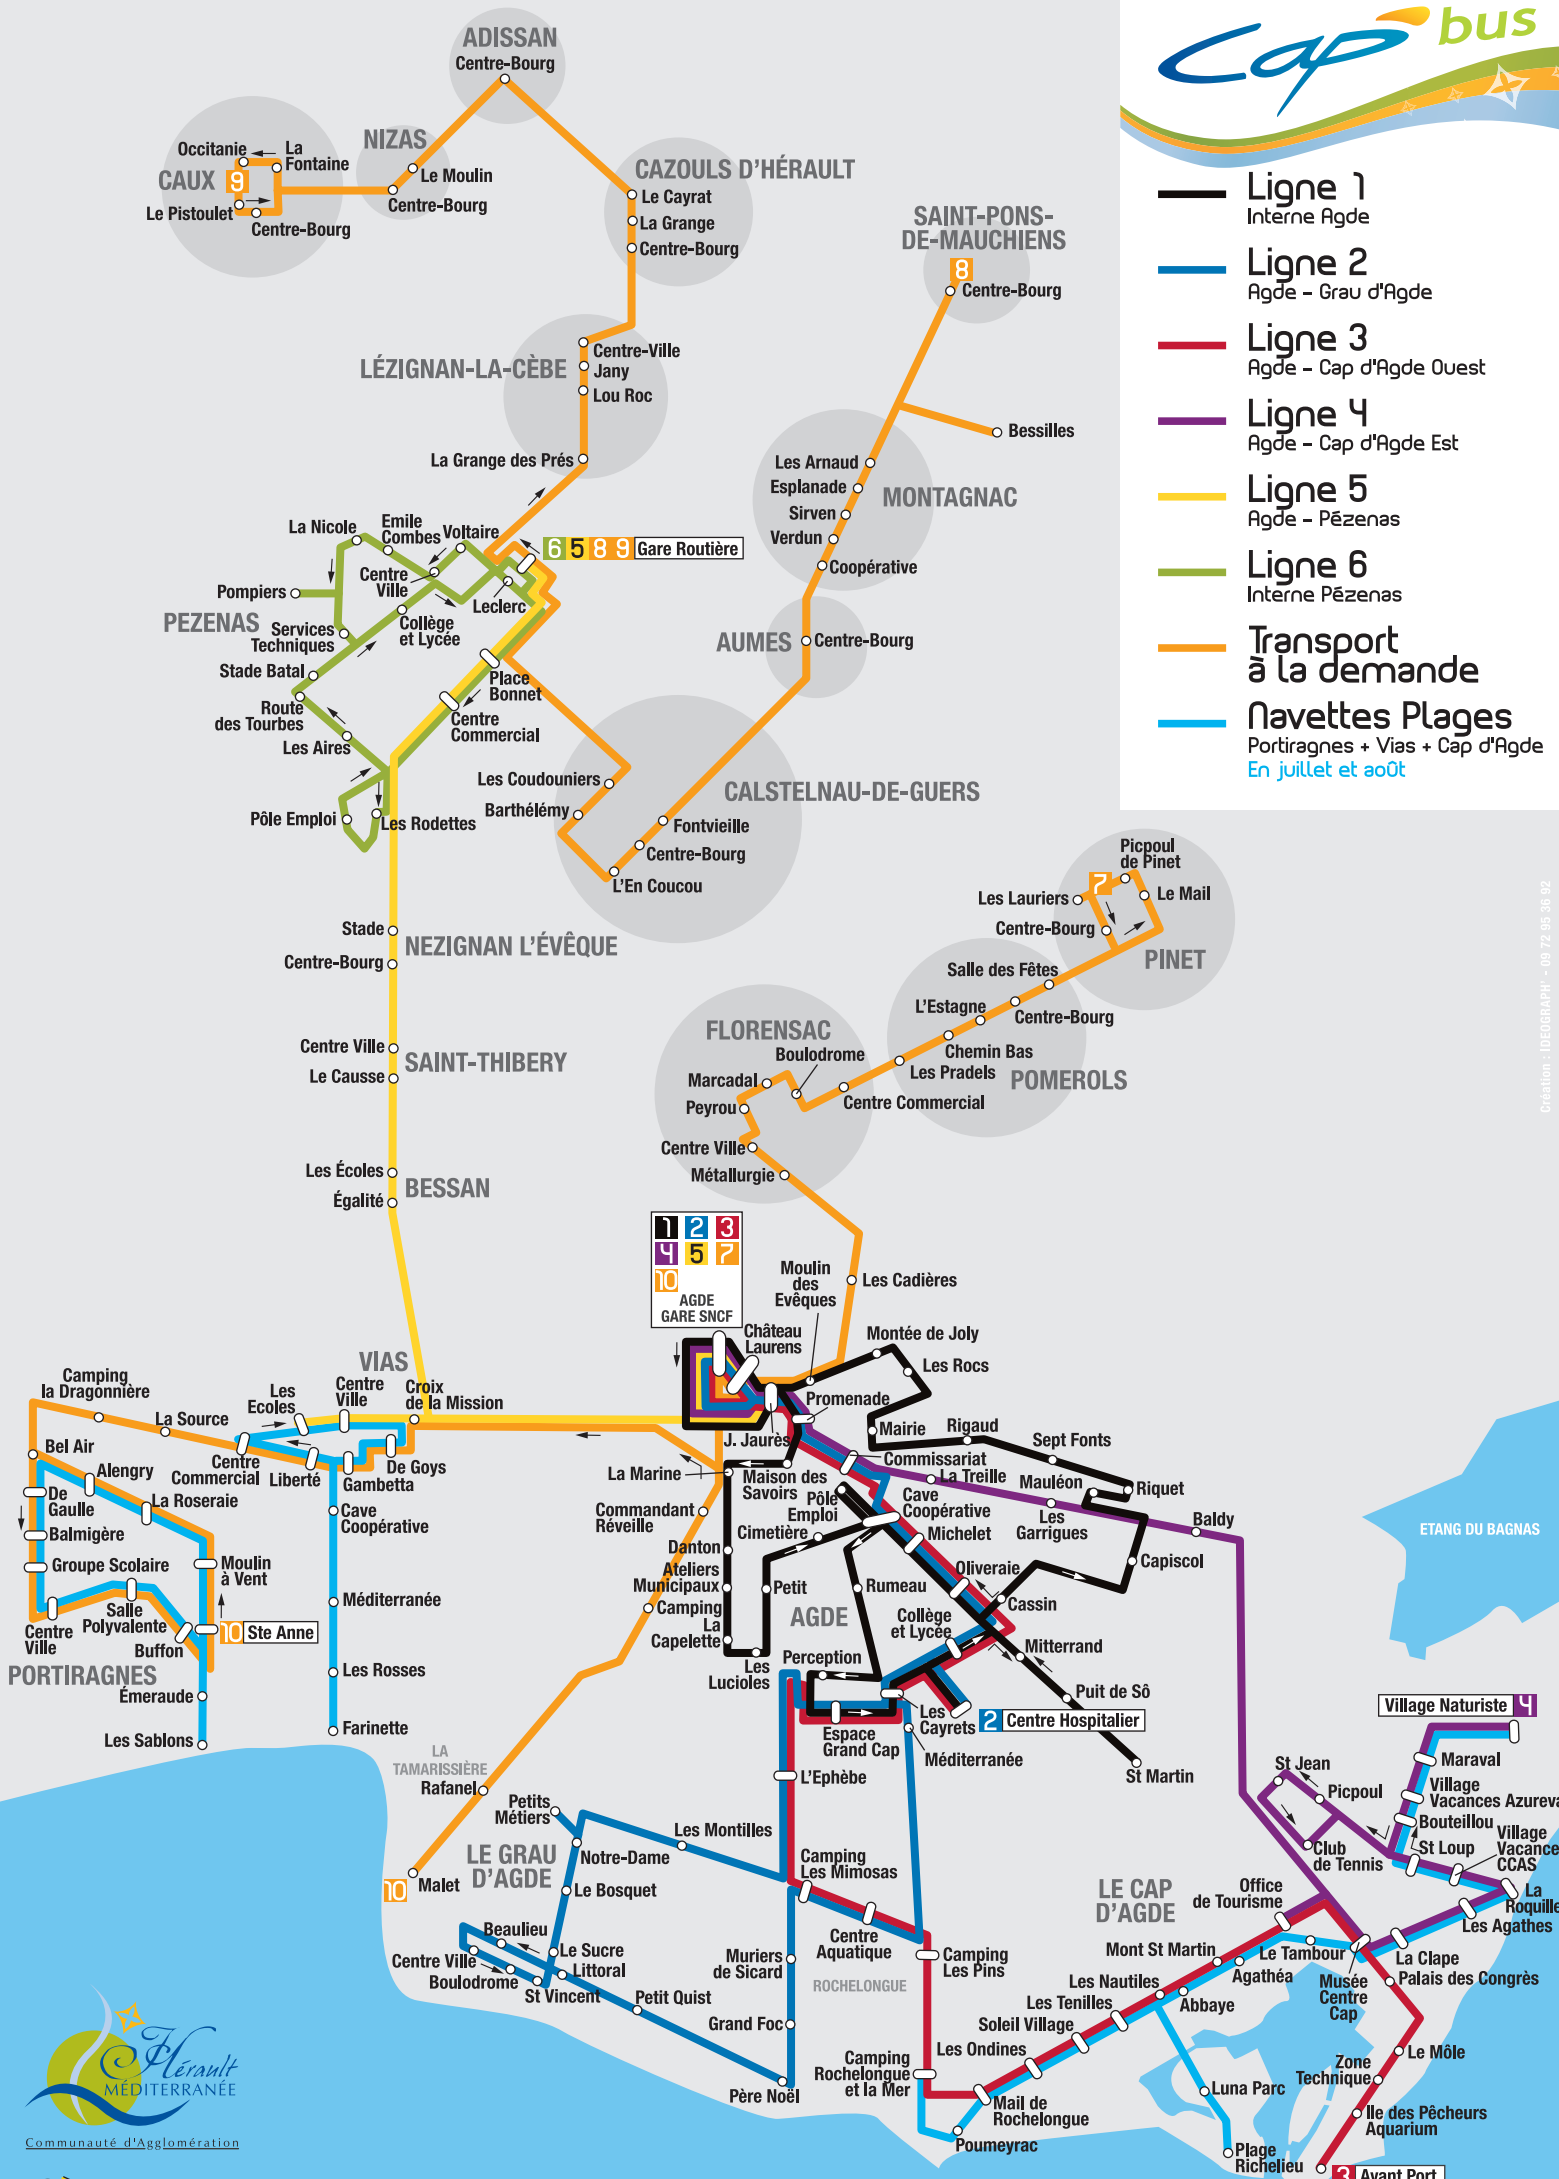 Cap bus
Ligne 1
Interne Agde
Ligne 2
Agde - Grau d'Agde
Ligne 3
Agde - Cap d'Agde Ouest
Ligne 4
Agde - Cap d'Agde Est
Ligne 5
Agde - Pézenas
Ligne 6
Interne Pézenas
Transport
à la demande
Navettes Plages
Portiragnes + Vias + Cap d'Agde
En juillet et août
ADISSAN
Centre-Bourg
NIZAS
Le Moulin
Centre-Bourg
CAUX
9
Occitanie
La
Fontaine
Le Pistoulet
Centre-Bourg
CAZOULS D'HÉRAULT
Le Cayrat
La Grange
Centre-Bourg
SAINT-PONS-
DE-MAUCHIENS
8
Centre-Bourg
LÉZIGNAN-LA-CÈBE
Centre-Ville
Jany
Lou Roc
La Grange des Prés
Bessilles
MONTAGNAC
Les Arnaud
Esplanade
Sirven
Verdun
Coopérative
AUMES
Centre-Bourg
6 5 8 9 Gare Routière
PEZENAS
La Nicole
Emile
Combes
Voltaire
Centre
Ville
Leclerc
Pompiers
Collège
et Lycée
Services
Techniques
Stade Batal
Route
des Tourbes
Les Aires
Place
Bonnet
Centre
Commercial
Pôle Emploi
Les Rodettes
CALSTELNAU-DE-GUERS
Les Coudouniers
Barthélémy
Fontvieille
Centre-Bourg
L'En Coucou
NEZIGNAN L'ÉVÊQUE
Stade
Centre-Bourg
SAINT-THIBERY
Centre Ville
Le Causse
BESSAN
Les Écoles
Égalité
PINET
7
Picpoul
de Pinet
Les Lauriers
Le Mail
Centre-Bourg
POMEROLS
Salle des Fêtes
L'Estagne
Centre-Bourg
Chemin Bas
Les Pradels
FLORENSAC
Boulodrome
Centre Commercial
Marcadal
Peyrou
Centre Ville
Métallurgie
Création : IDEOGRAPH' - 09 72 95 36 92
1 2 3
4 5 7
10
AGDE
GARE SNCF
Château
Laurens
Moulin
des
Evêques
Les Cadières
Montée de Joly
Les Rocs
Promenade
Mairie
Rigaud
Sept Fonts
Mauléon
Riquet
J. Jaurès
Commissariat
La Treille
Les
Garrigues
Baldy
Capiscol
La Marine
Maison des
Savoirs
Pôle
Emploi
Cave
Coopérative
Michelet
Commandant
Réveille
Cimetière
Danton
Ateliers
Municipaux
Petit
Rumeau
Oliveraie
Cassin
Camping
La
Capelette
Les
Lucioles
AGDE
Collège
et Lycée
Mitterrand
Perception
Puit de Sô
St Martin
Les
Cayrets
2 Centre Hospitalier
Espace
Grand Cap
Méditerranée
VIAS
Camping
la Dragonnière
La Source
Les
Ecoles
Centre
Ville
Croix
de la Mission
Bel Air
Alengry
Centre
Commercial
Liberté
Gambetta
De Goys
De
Gaulle
La Roseraie
Balmigère
Groupe Scolaire
Moulin
à Vent
Salle
Polyvalente
Centre
Ville
Buffon
10 Ste Anne
PORTIRAGNES
Émeraude
Les Sablons
Cave
Coopérative
Méditerranée
Les Rosses
Farinette
LA
TAMARISSIÈRE
Rafanel
10
Malet
LE GRAU
D'AGDE
Petits
Métiers
Notre-Dame
Les Montilles
Le Bosquet
Beaulieu
Centre Ville
Boulodrome
Le Sucre
Littoral
St Vincent
Petit Quist
Père Noël
Grand Foc
Muriers
de Sicard
L'Ephèbe
Camping
Les Mimosas
Centre
Aquatique
Camping
Les Pins
ROCHELONGUE
Camping
Rochelongue
et la Mer
Poumeyrac
Mail de
Rochelongue
Les Ondines
Soleil Village
Les Tenilles
Les Nautiles
Abbaye
Mont St Martin
Agathéa
Le Tambour
Office
de Tourisme
LE CAP
D'AGDE
Musée
Centre
Cap
Palais des Congrès
La Clape
Les Agathes
La
Roquille
Village
Vacance
CCAS
St Loup
Bouteillou
Village
Vacances Azureva
Maraval
Village Naturiste 4
St Jean
Picpoul
Club
de Tennis
Le Môle
Zone
Technique
Ile des Pêcheurs
Aquarium
3 Avant Port
Luna Parc
Plage
Richelieu
ETANG DU BAGNAS
Hérault
MÉDITERRANÉE
Communauté d'Agglomération